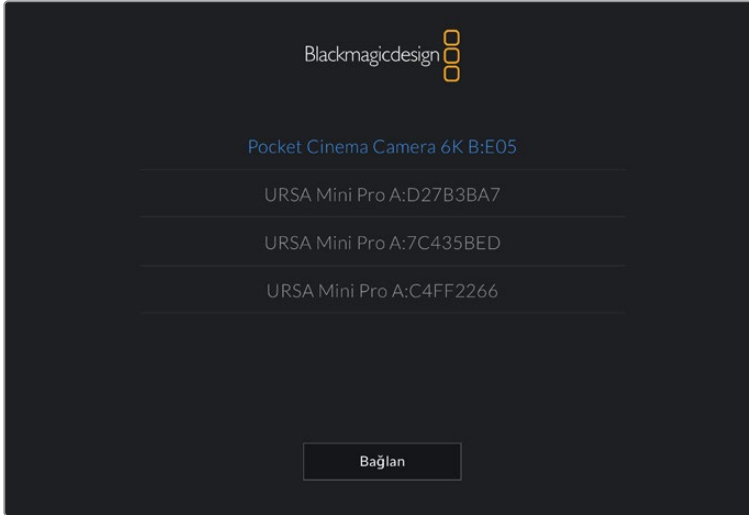 Blackmagicdesign
Pocket Cinema Camera 6K B:E05
URSA Mini Pro A:D27B3BA7
URSA Mini Pro A:7C435BED
URSA Mini Pro A:C4FF2266
Bağlan